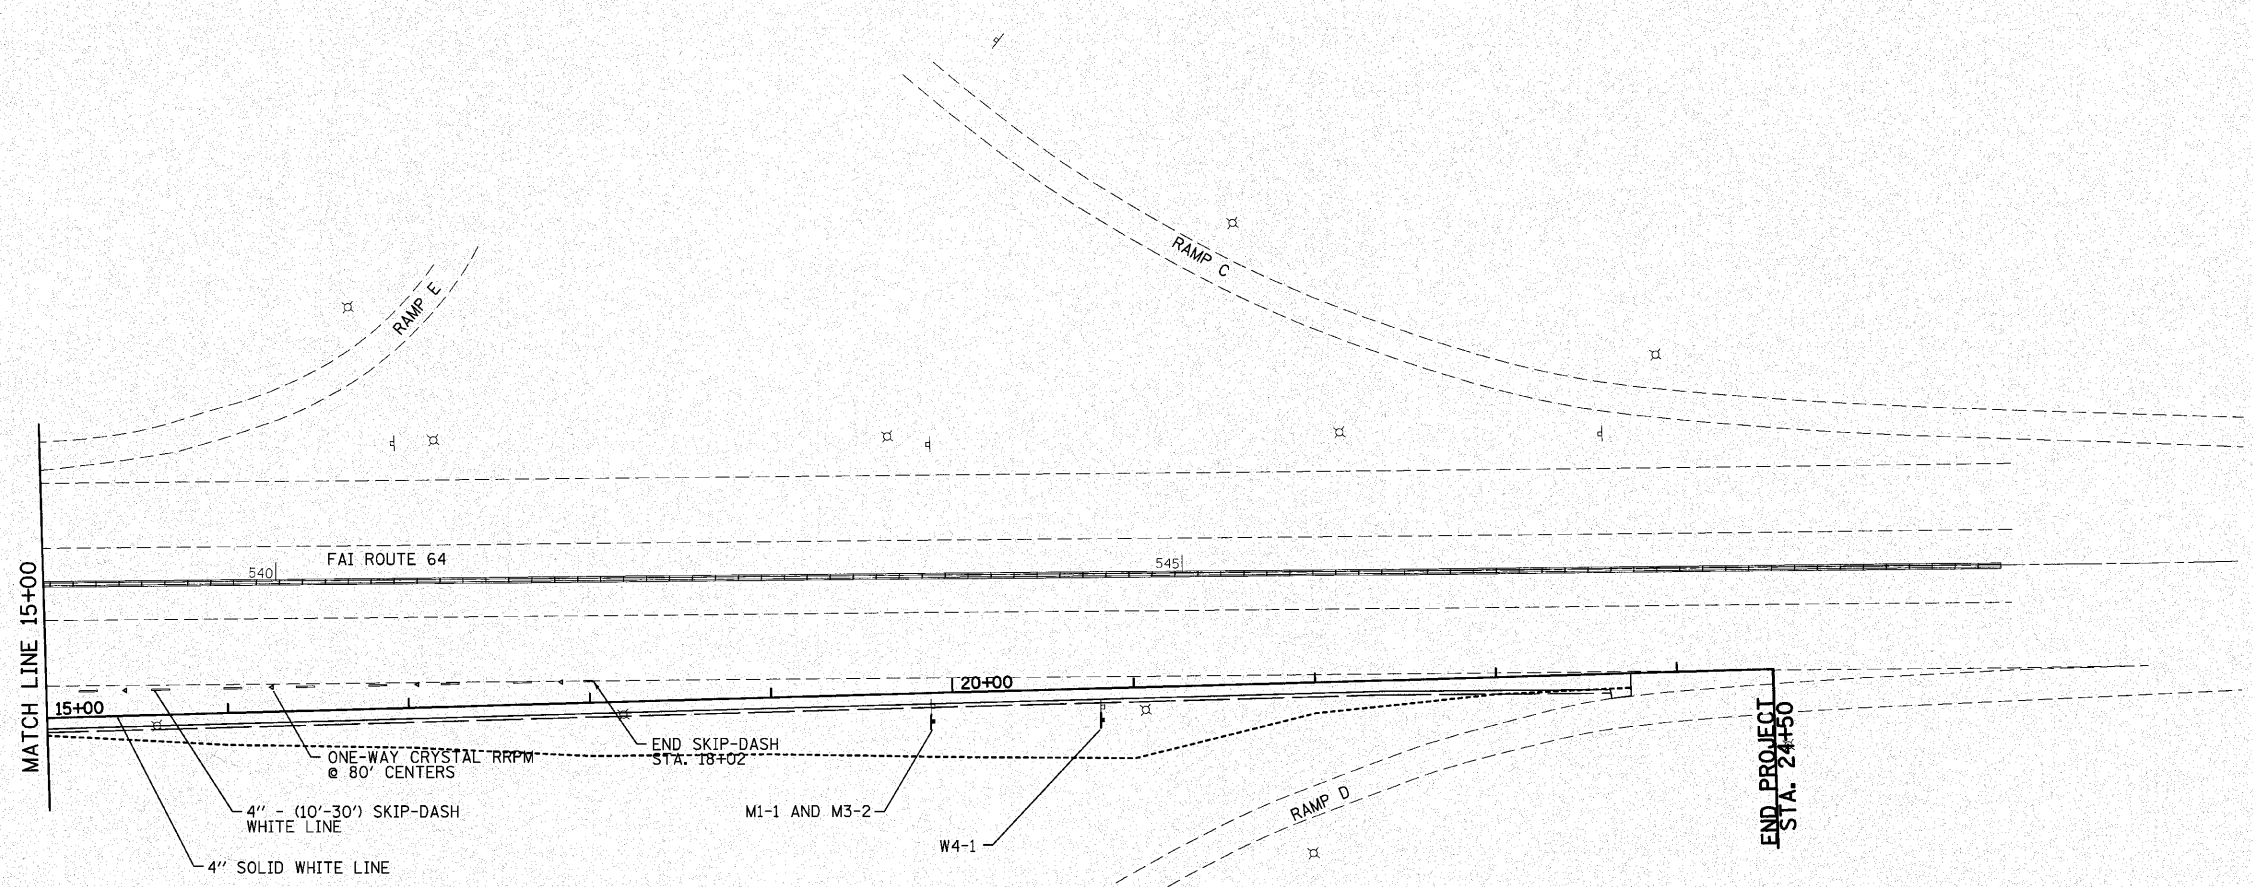 RAMP C
RAMP E
FAI ROUTE 64
540
545
MATCH LINE 15+00
15+00
20+00
END PROJECT
STA. 24+50
END SKIP-DASH
STA. 18+02
ONE-WAY CRYSTAL RRPM
@ 80' CENTERS
4" - (10'-30') SKIP-DASH
WHITE LINE
4" SOLID WHITE LINE
M1-1 AND M3-2
W4-1
RAMP D